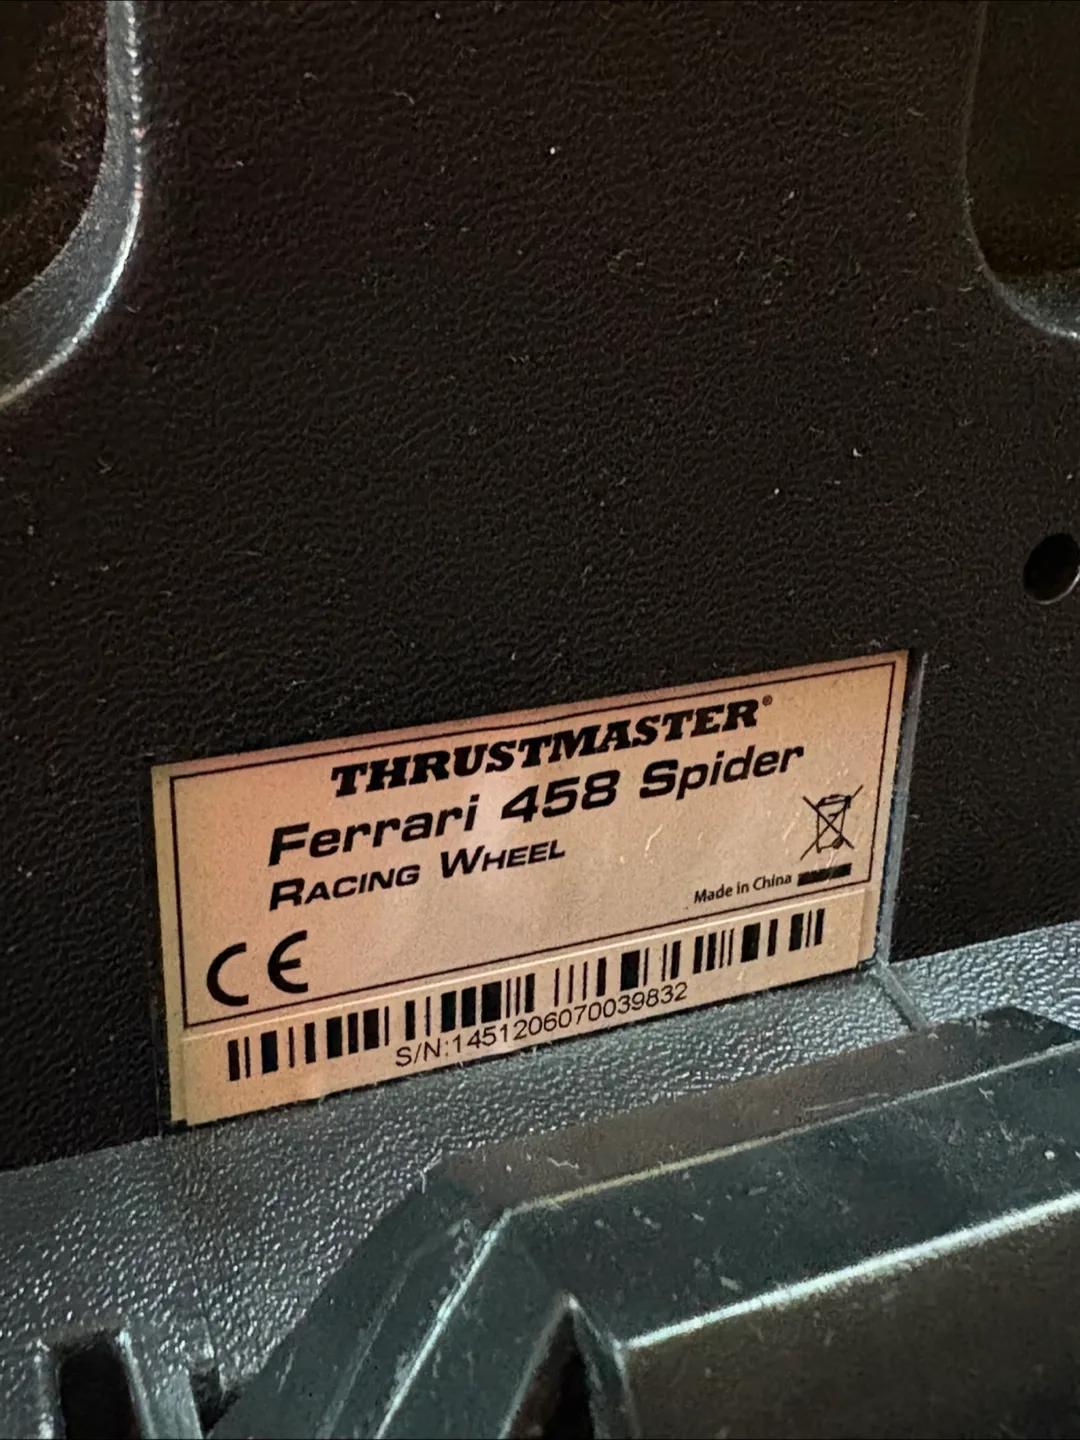 THRUSTMASTER®
Ferrari 458 Spider
RACING WHEEL
Made in China
CE
S/N:1451206070039832